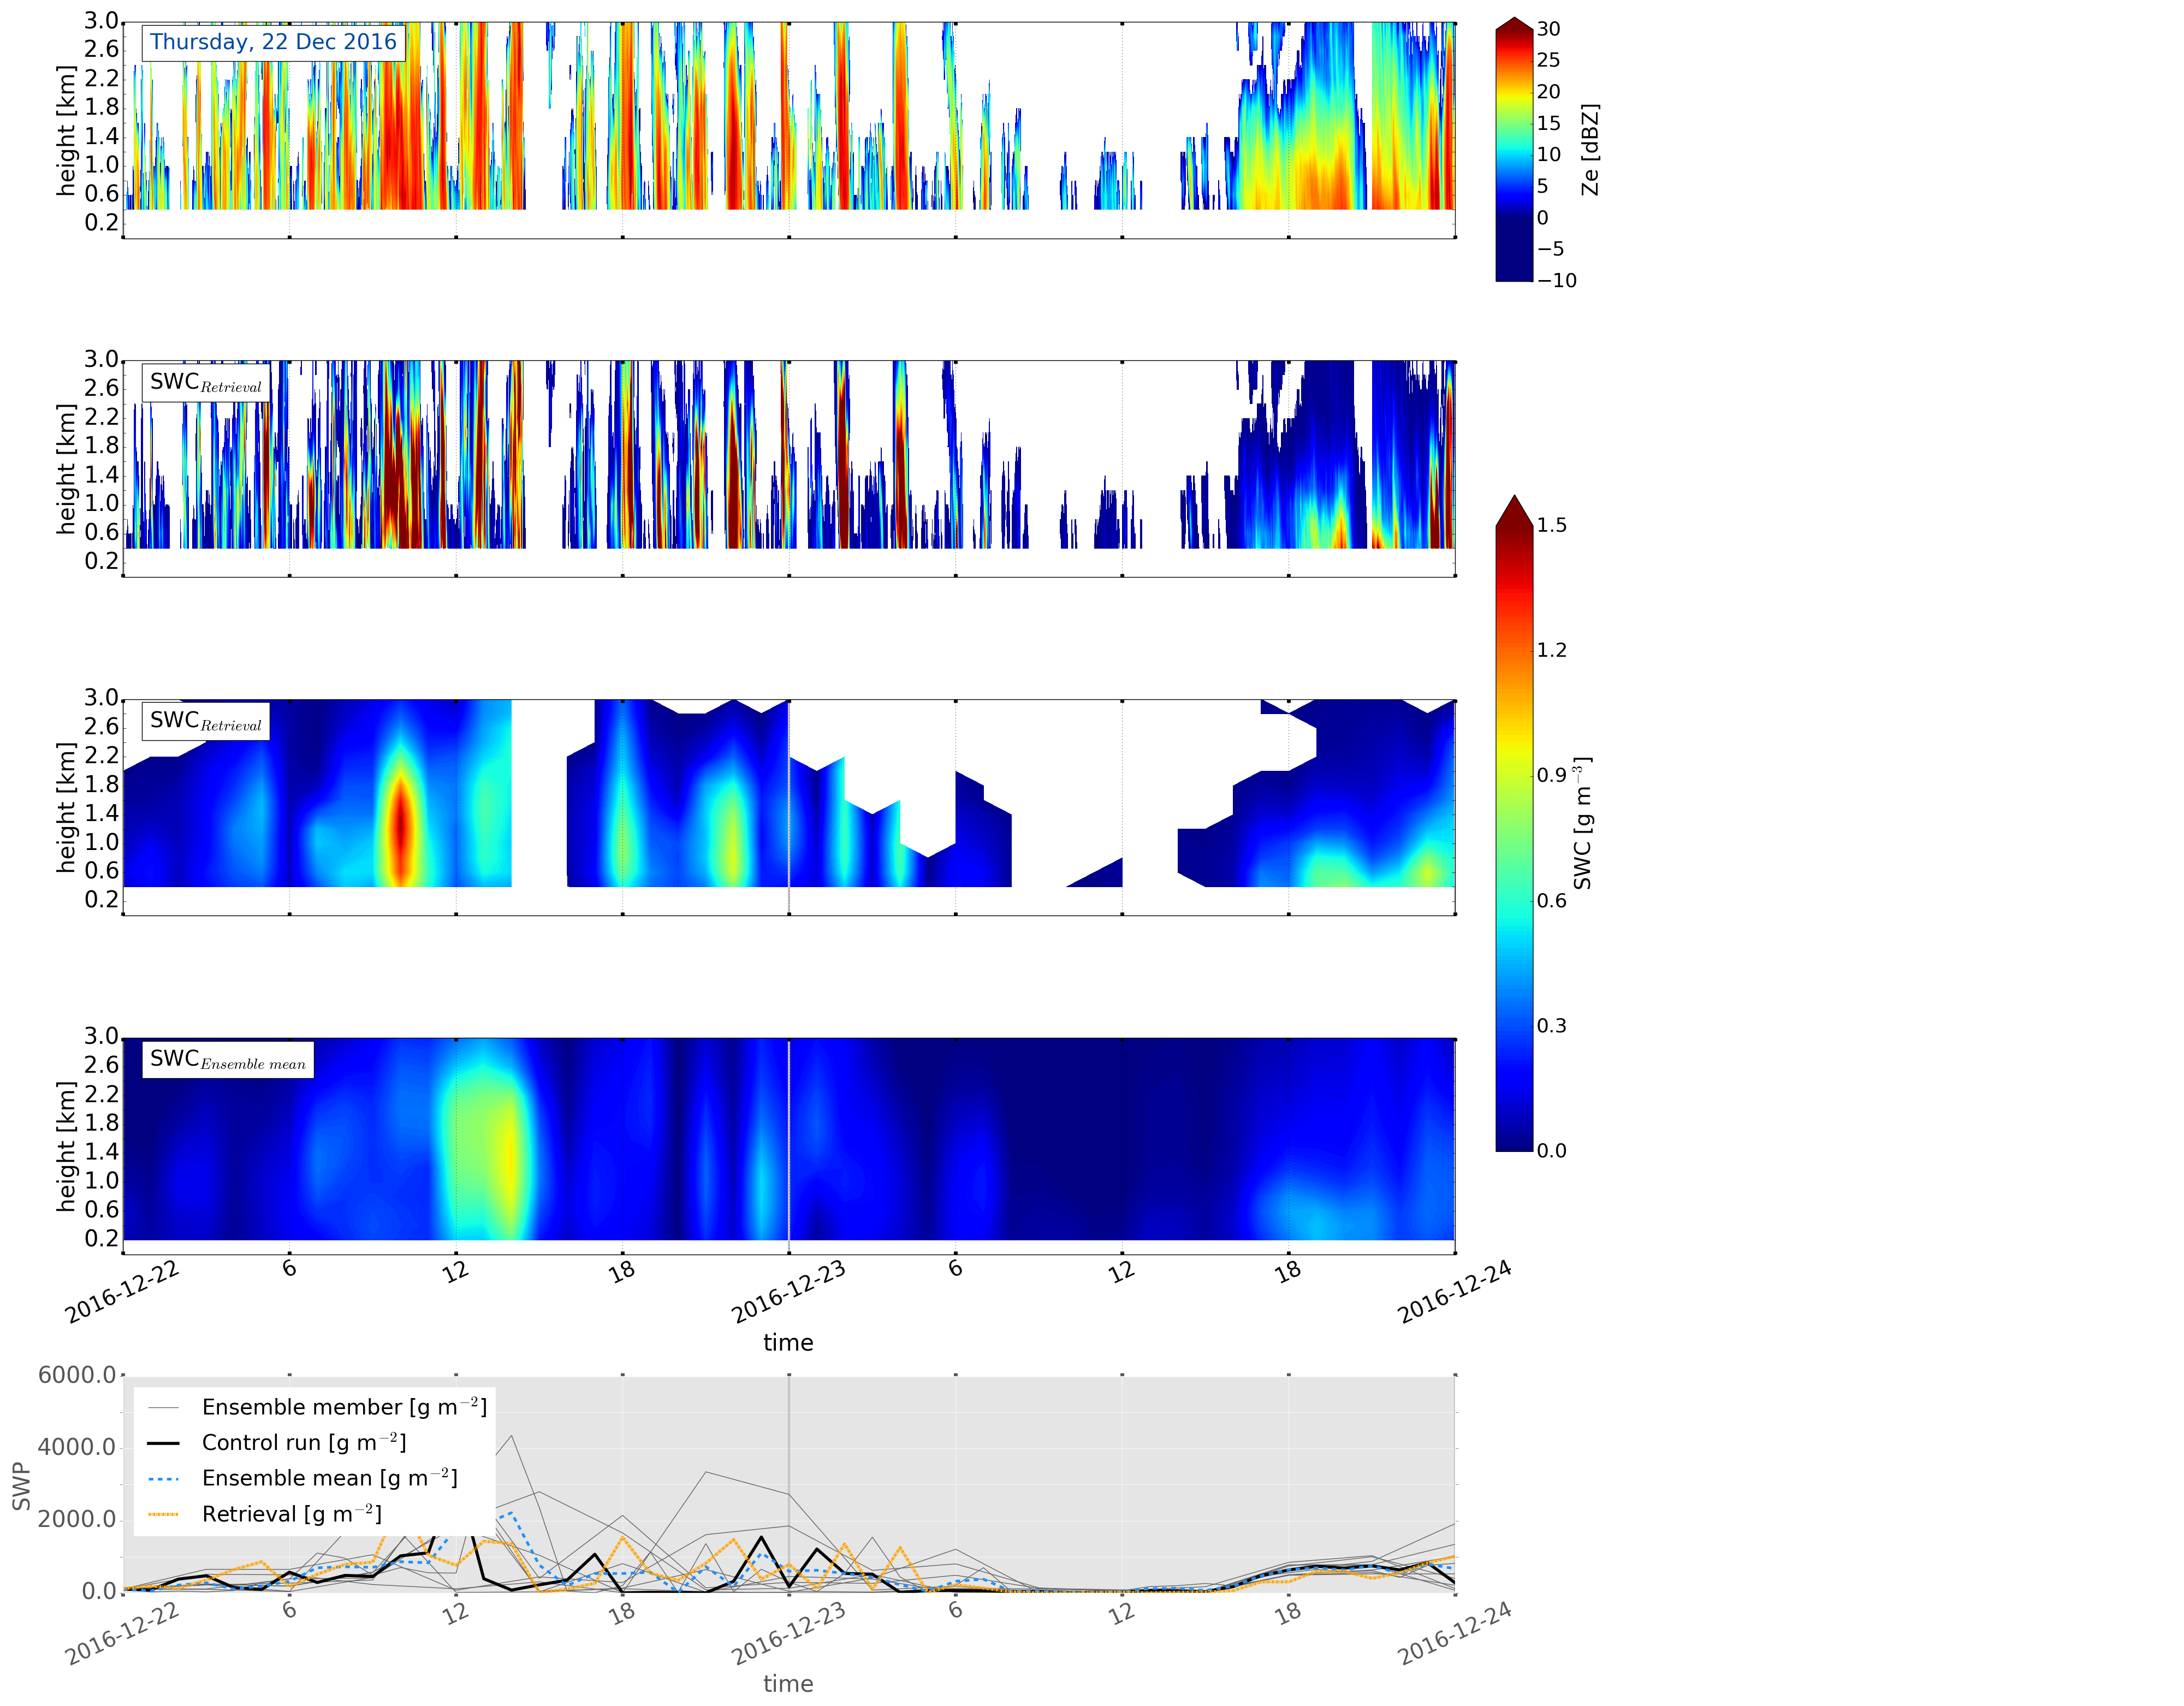 3.0
2.6
2.2
1.8
1.4
1.0
0.6
0.2
height [km]
Thursday, 22 Dec 2016
30
25
20
15
10
5
0
−5
−10
Ze [dBZ]
3.0
2.6
2.2
1.8
1.4
1.0
0.6
0.2
height [km]
SWC_Retrieval
3.0
2.6
2.2
1.8
1.4
1.0
0.6
0.2
height [km]
SWC_Retrieval
1.5
1.2
0.9
0.6
0.3
0.0
SWC [g m⁻³]
3.0
2.6
2.2
1.8
1.4
1.0
0.6
0.2
height [km]
SWC_Ensemble mean
2016-12-22 6 12 18 2016-12-23 6 12 18 2016-12-24
time
6000.0
4000.0
2000.0
0.0
SWP
Ensemble member [g m⁻²]
Control run [g m⁻²]
Ensemble mean [g m⁻²]
Retrieval [g m⁻²]
2016-12-22 6 12 18 2016-12-23 6 12 18 2016-12-24
time